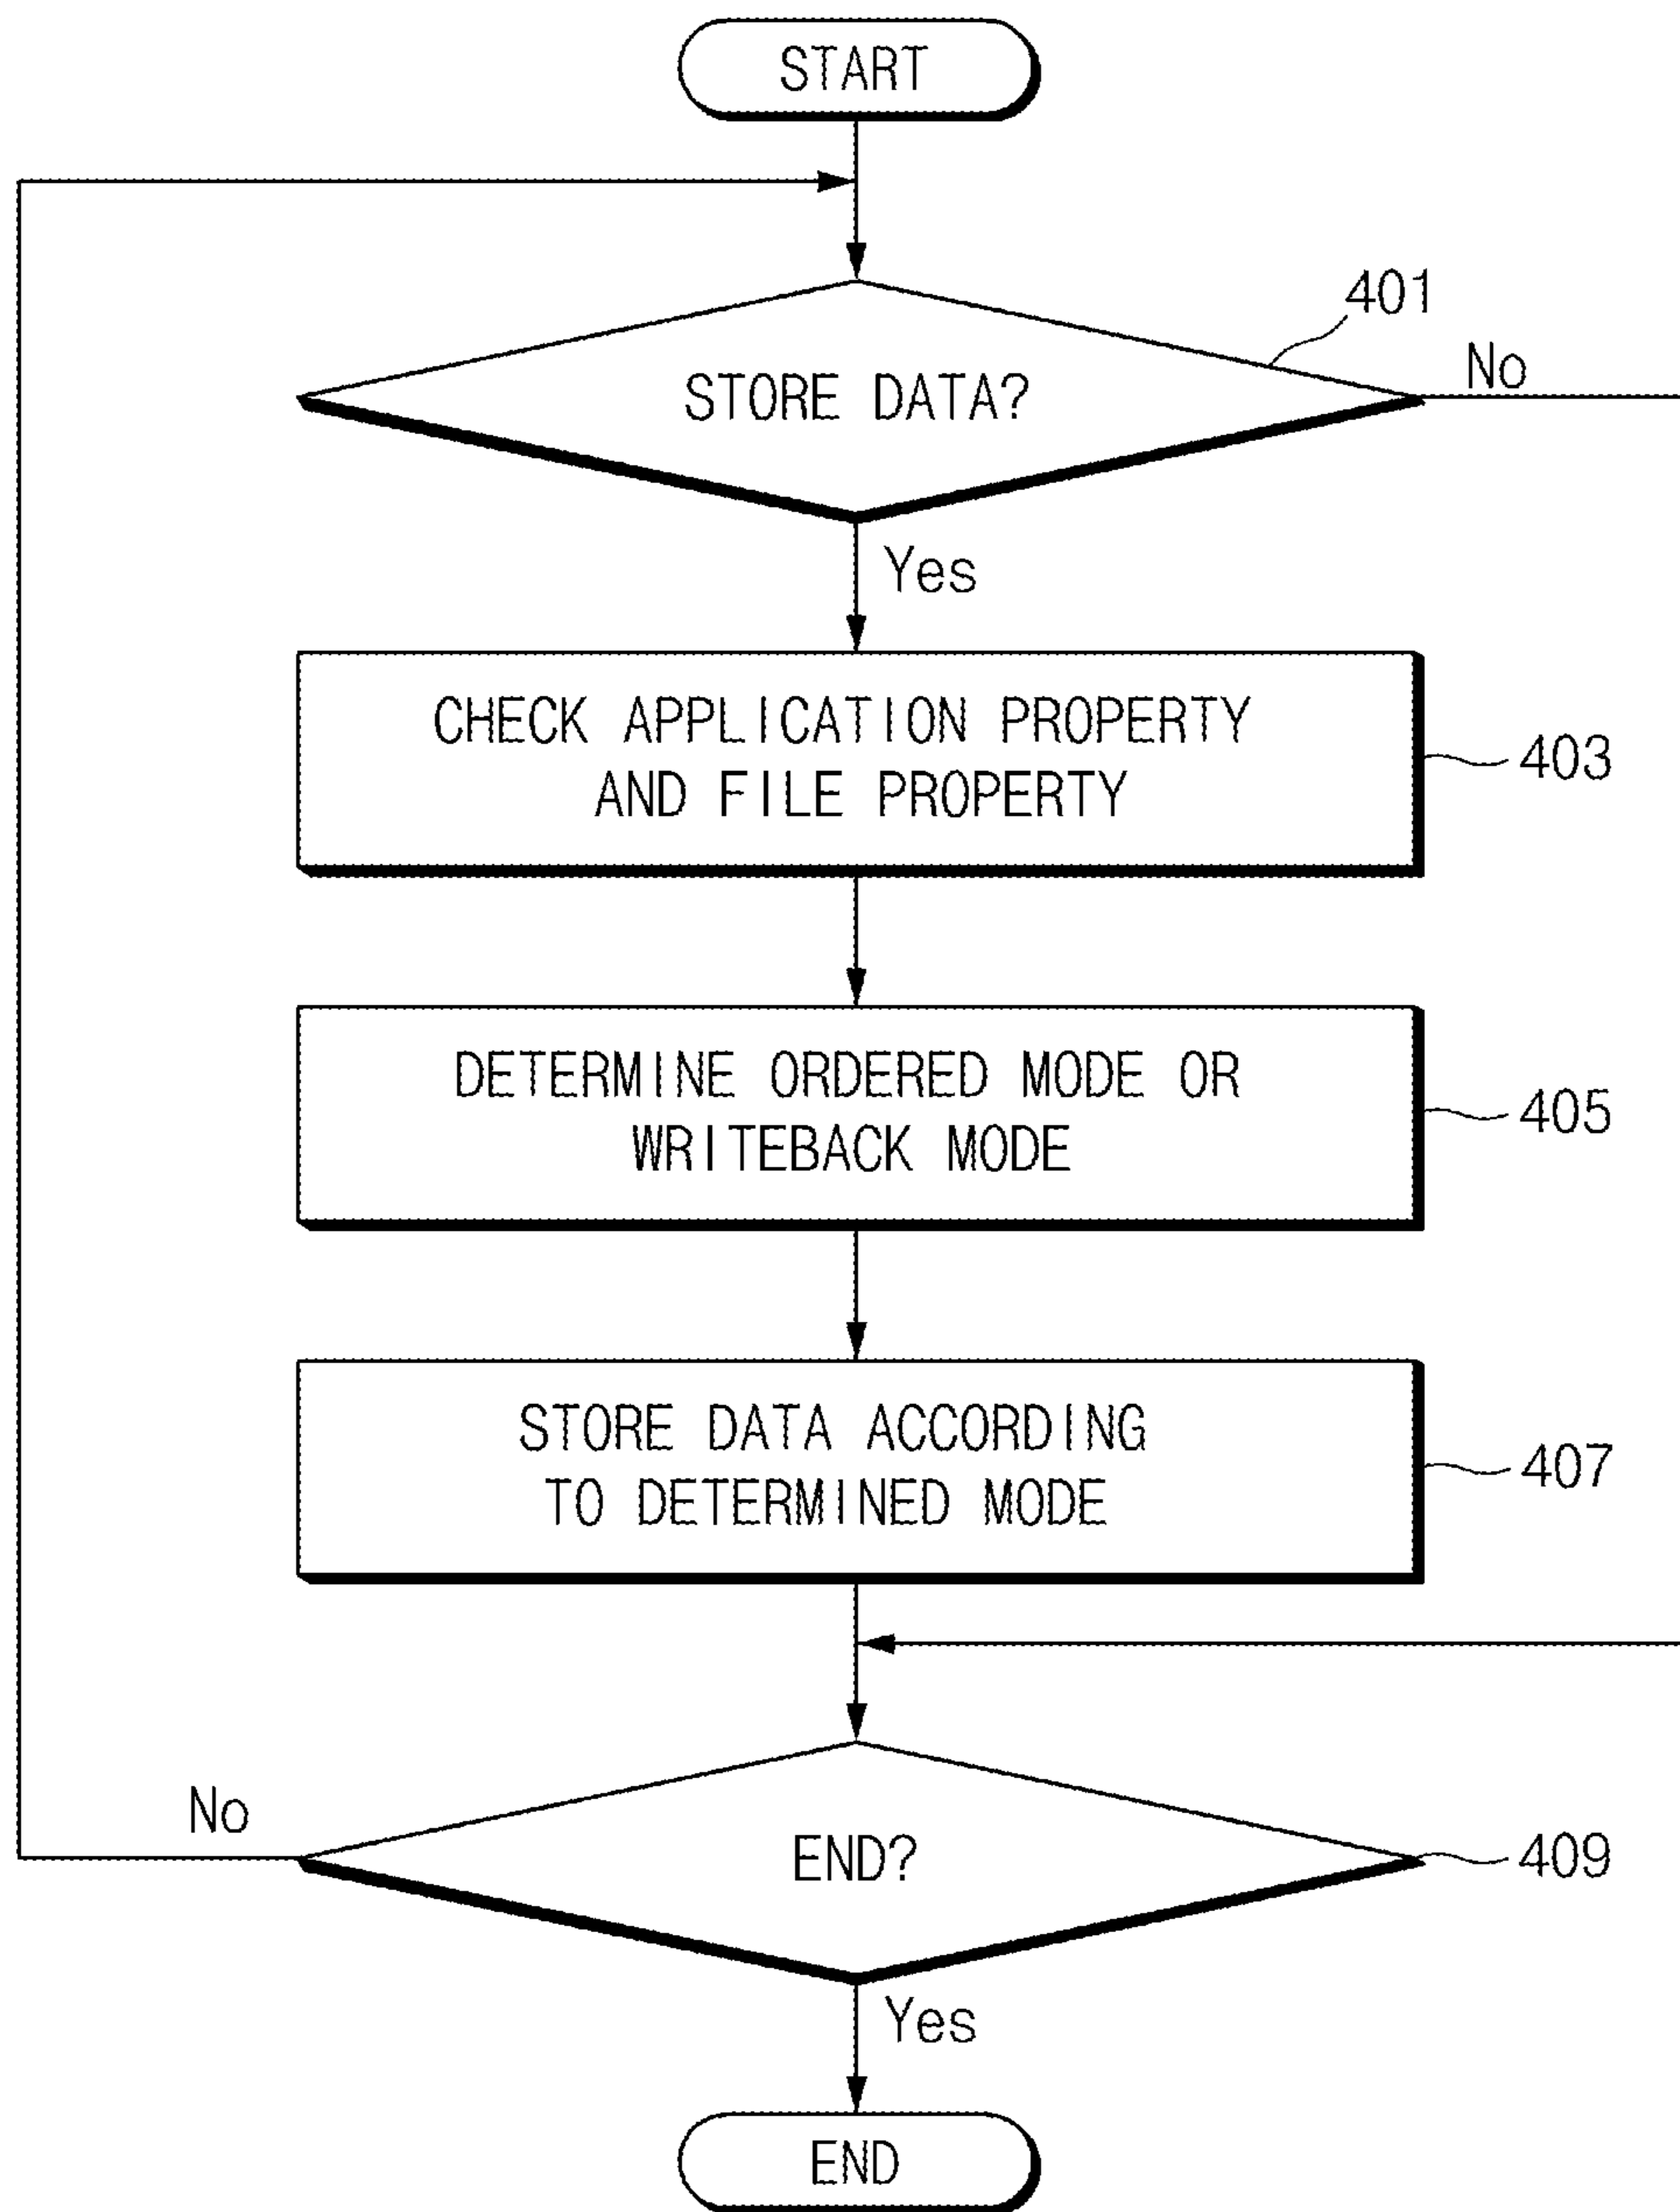 START
401
No
STORE DATA?
Yes
CHECK APPLICATION PROPERTY
AND FILE PROPERTY
403
DETERMINE ORDERED MODE OR
WRITEBACK MODE
405
STORE DATA ACCORDING
TO DETERMINED MODE
407
No
END?
409
Yes
END